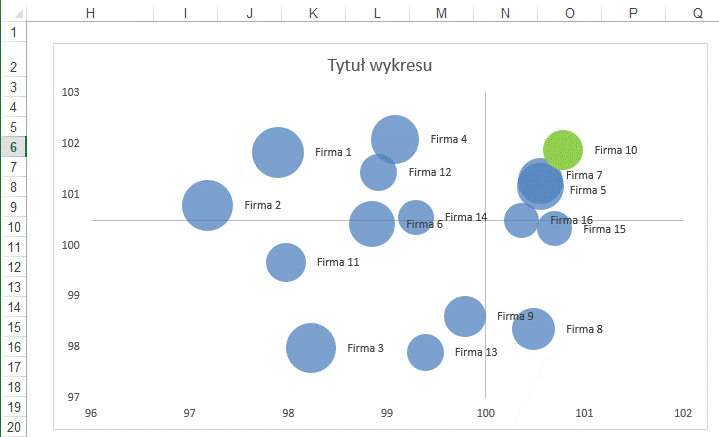 H I J K L M N O P Q
1
2
3
4
5
6
7
8
9
10
11
12
13
14
15
16
17
18
19
20
Tytuł wykresu
103
102
101
100
99
98
97
96 97 98 99 100 101 102
Firma 4
Firma 10
Firma 1
Firma 12
Firma 7
Firma 5
Firma 2
Firma 14
Firma 16
Firma 6
Firma 15
Firma 11
Firma 9
Firma 8
Firma 3
Firma 13